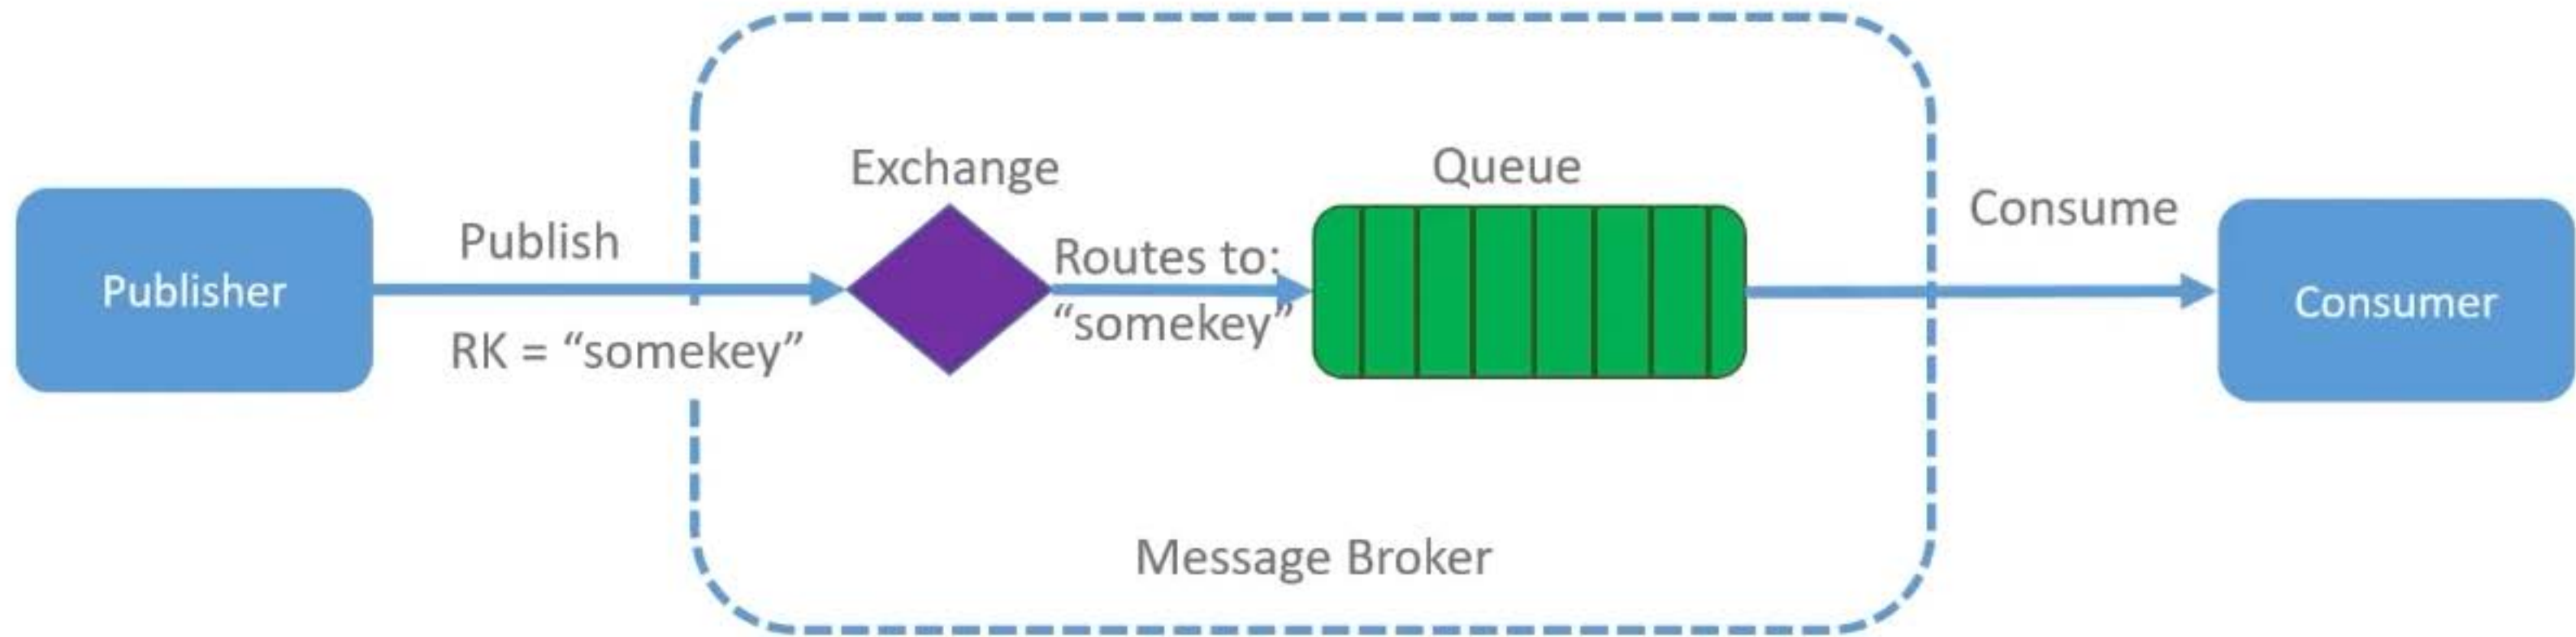 Publisher
Publish
RK = “somekey”
Exchange
Routes to:
“somekey”
Queue
Message Broker
Consume
Consumer